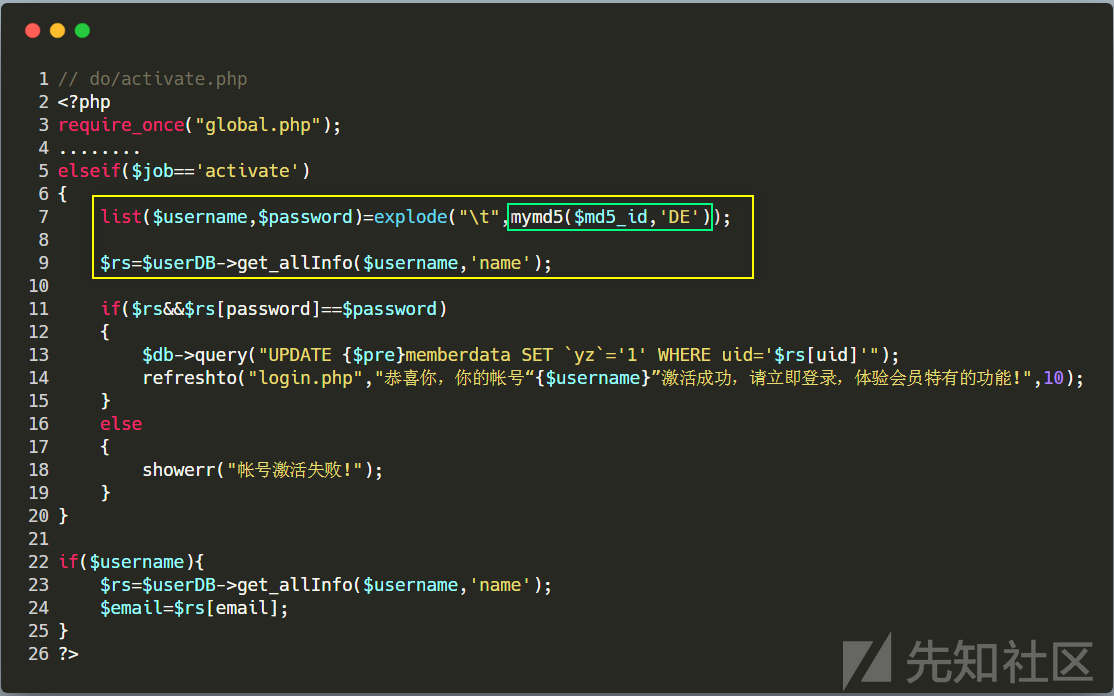 1 // do/activate.php
2 <?php
3 require_once("global.php");
4 ........
5 elseif($job=='activate')
6 {
7     list($username,$password)=explode("\t",mymd5($md5_id,'DE'));
8
9     $rs=$userDB->get_allInfo($username,'name');
10
11     if($rs&&$rs[password]==$password)
12     {
13         $db->query("UPDATE {$pre}memberdata SET `yz`='1' WHERE uid='$rs[uid]'");
14         refreshto("login.php","恭喜你，你的帐号“{$username}”激活成功，请立即登录，体验会员特有的功能!",10);
15     }
16     else
17     {
18         showerr("帐号激活失败!");
19     }
20 }
21
22 if($username){
23     $rs=$userDB->get_allInfo($username,'name');
24     $email=$rs[email];
25 }
26 ?>
先知社区